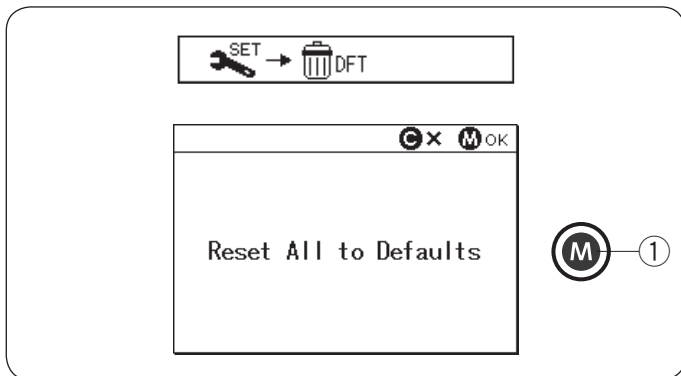 SET → DFT
C × M OK
Reset All to Defaults
M ①